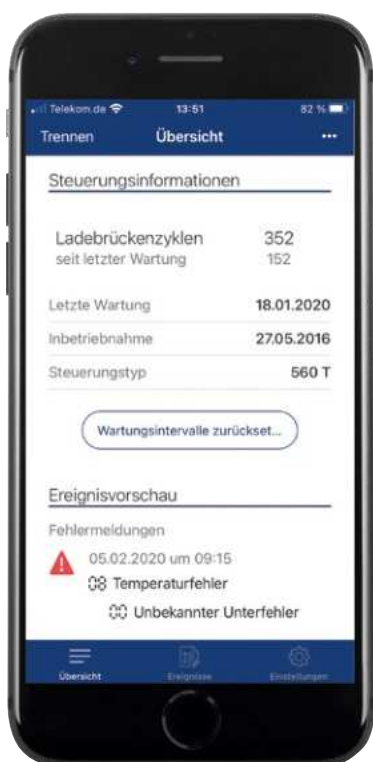 Telekom.de 13:51 82 %
Trennen Übersicht ...
Steuerungsinformationen
Ladebrückenzyklen 352
seit letzter Wartung 152
Letzte Wartung 18.01.2020
Inbetriebnahme 27.05.2016
Steuerungstyp 560 T
Wartungsintervalle zurückset...
Ereignisvorschau
Fehlermeldungen
05.02.2020 um 09:15
08 Temperaturfehler
00 Unbekannter Unterfehler
Übersicht Ereignisse Einstellungen